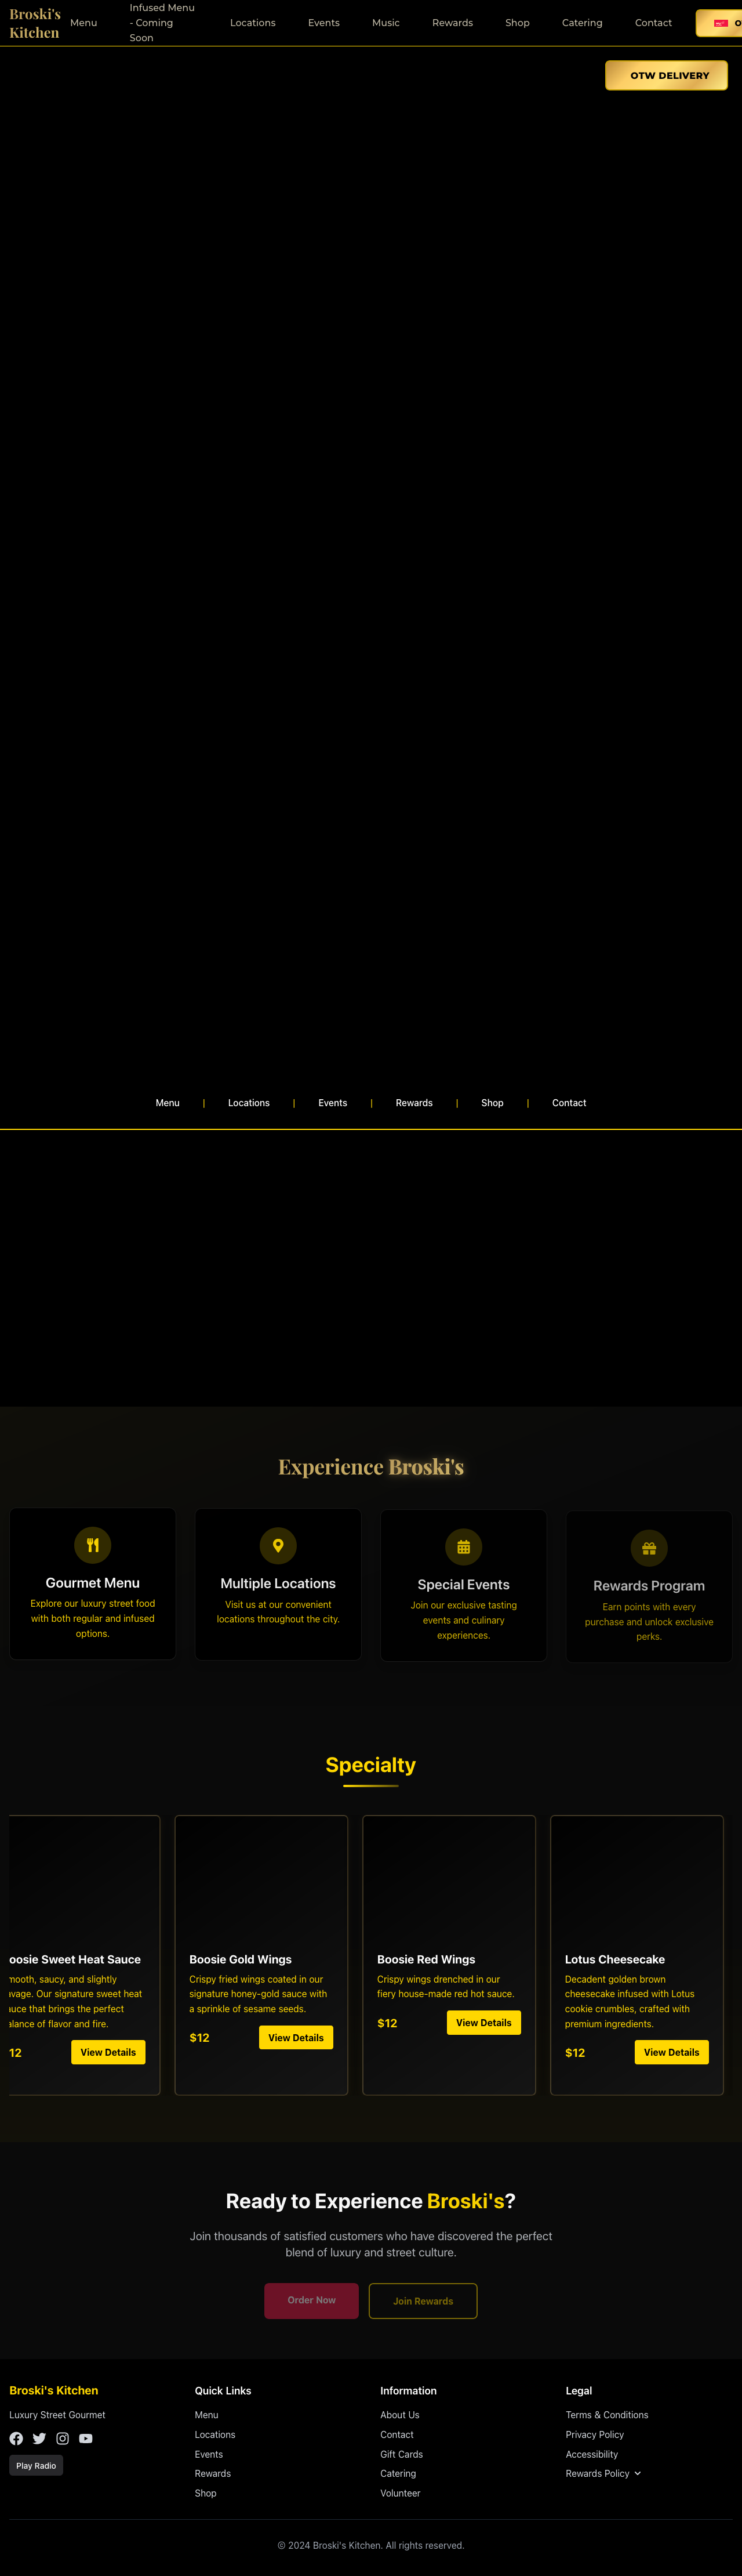 Broski's
Kitchen
Menu
Infused Menu
- Coming
Soon
Locations
Events
Music
Rewards
Shop
Catering
Contact
OTW DELIVERY
Menu | Locations | Events | Rewards | Shop | Contact
Experience Broski's
Gourmet Menu
Explore our luxury street food
with both regular and infused
options.
Multiple Locations
Visit us at our convenient
locations throughout the city.
Special Events
Join our exclusive tasting
events and culinary
experiences.
Rewards Program
Earn points with every
purchase and unlock exclusive
perks.
Specialty
oosie Sweet Heat Sauce
mooth, saucy, and slightly
avage. Our signature sweet heat
auce that brings the perfect
alance of flavor and fire.
12
View Details
Boosie Gold Wings
Crispy fried wings coated in our
signature honey-gold sauce with
a sprinkle of sesame seeds.
$12
View Details
Boosie Red Wings
Crispy wings drenched in our
fiery house-made red hot sauce.
$12
View Details
Lotus Cheesecake
Decadent golden brown
cheesecake infused with Lotus
cookie crumbles, crafted with
premium ingredients.
$12
View Details
Ready to Experience Broski's?
Join thousands of satisfied customers who have discovered the perfect
blend of luxury and street culture.
Order Now
Join Rewards
Broski's Kitchen
Luxury Street Gourmet
Play Radio
Quick Links
Menu
Locations
Events
Rewards
Shop
Information
About Us
Contact
Gift Cards
Catering
Volunteer
Legal
Terms & Conditions
Privacy Policy
Accessibility
Rewards Policy
© 2024 Broski's Kitchen. All rights reserved.